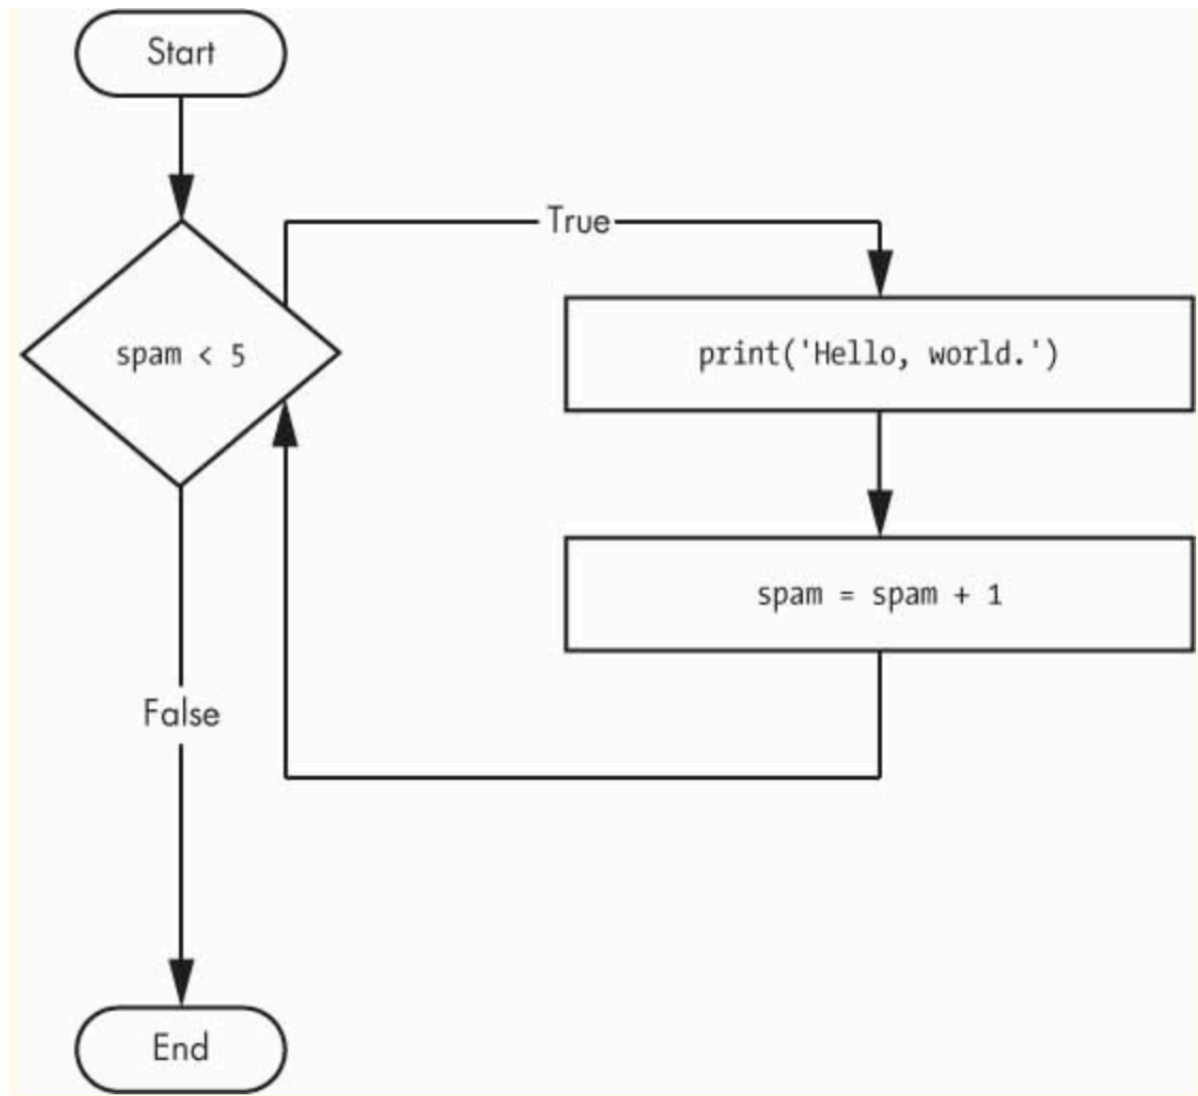 Start
True
spam < 5
print('Hello, world.')
spam = spam + 1
False
End